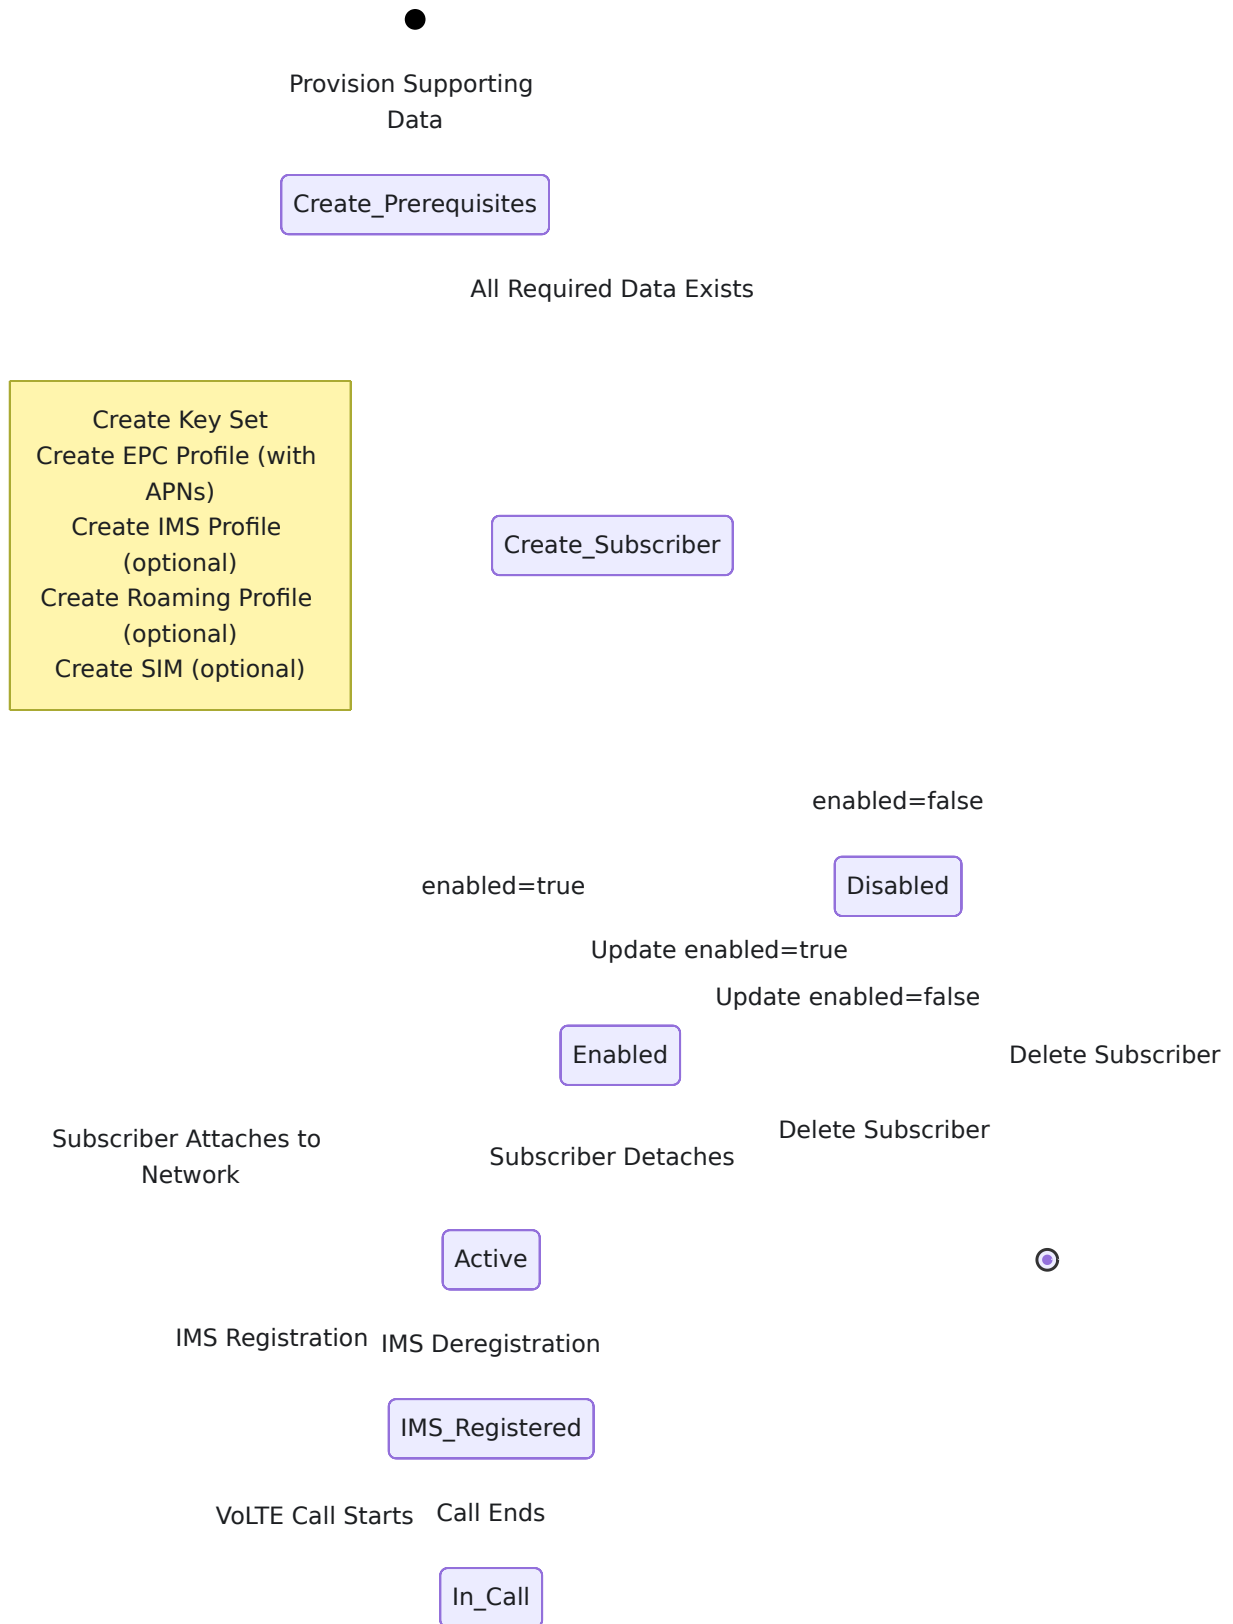 Provision Supporting
Data
Create_Prerequisites
All Required Data Exists
Create Key Set
Create EPC Profile (with
APNs)
Create IMS Profile
(optional)
Create Roaming Profile
(optional)
Create SIM (optional)
Create_Subscriber
enabled=false
enabled=true
Disabled
Update enabled=true
Update enabled=false
Enabled
Delete Subscriber
Delete Subscriber
Subscriber Attaches to
Network
Subscriber Detaches
Active
IMS Registration
IMS Deregistration
IMS_Registered
VoLTE Call Starts
Call Ends
In_Call